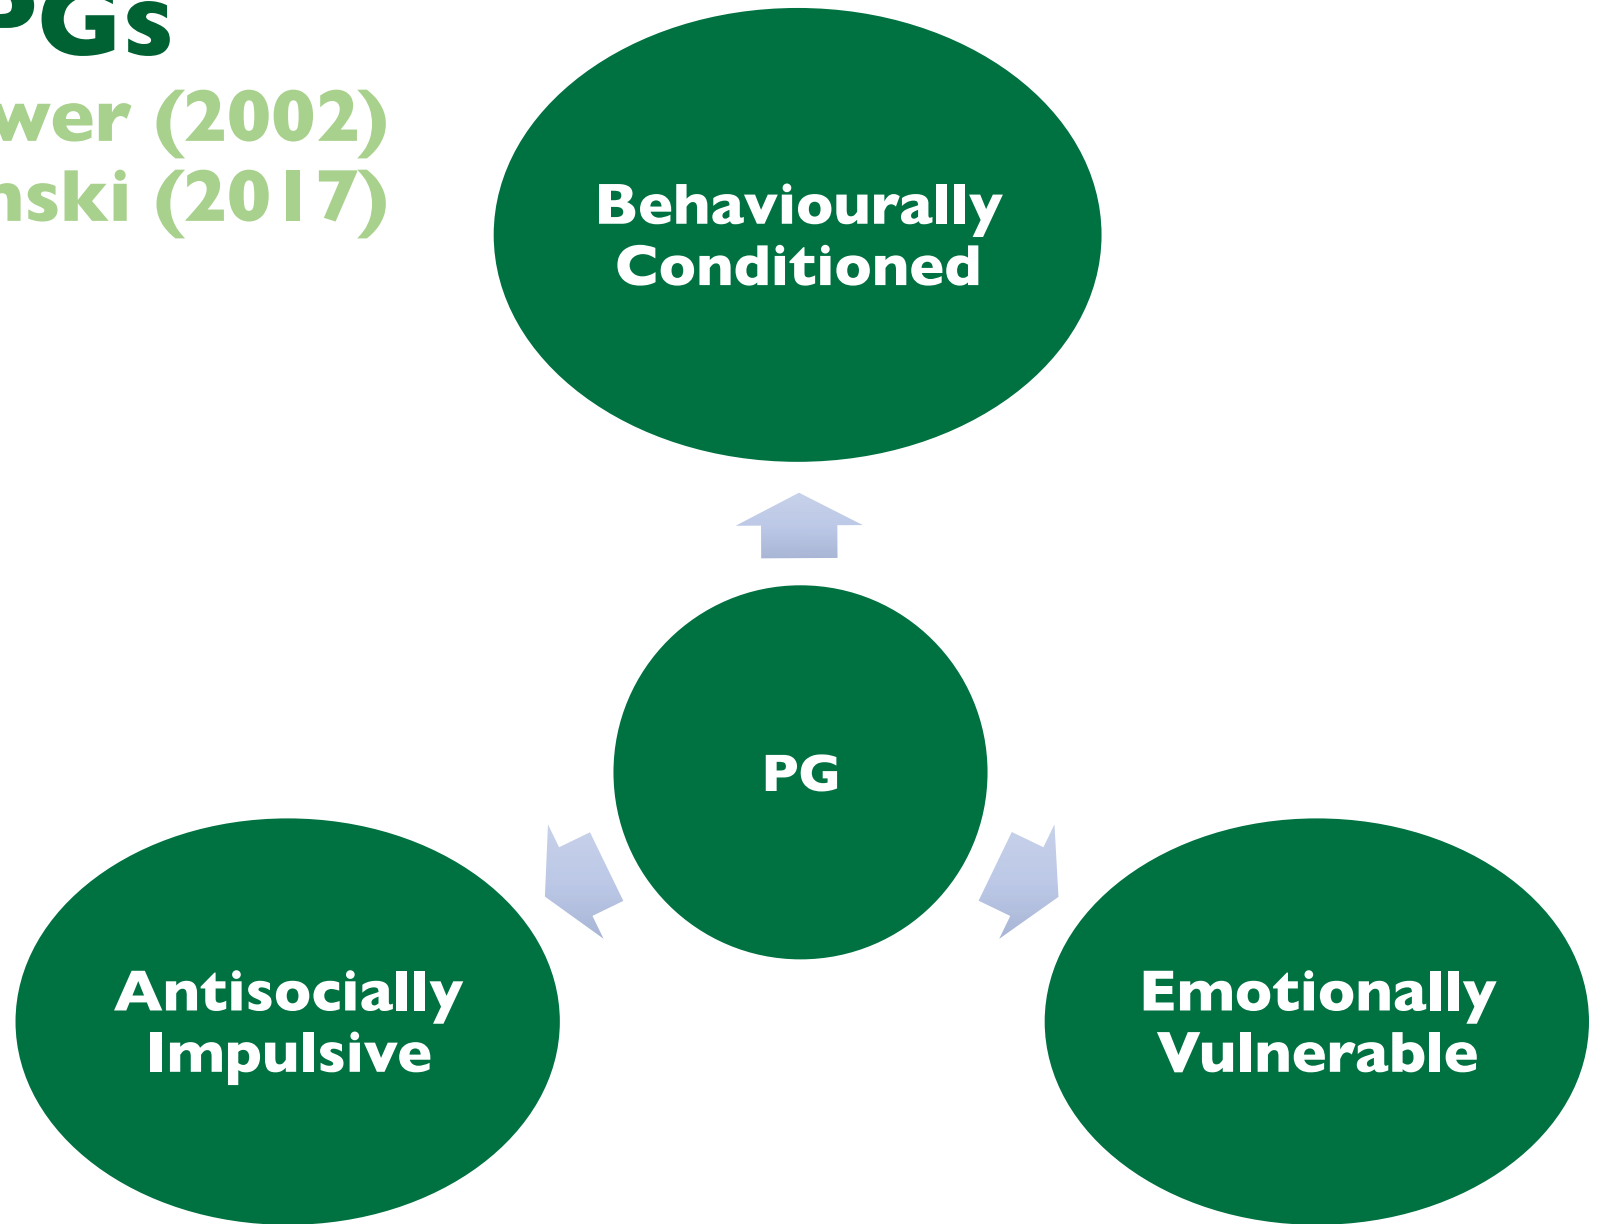 PGs
wer (2002)
nski (2017)
Behaviourally
Conditioned
PG
Antisocially
Impulsive
Emotionally
Vulnerable